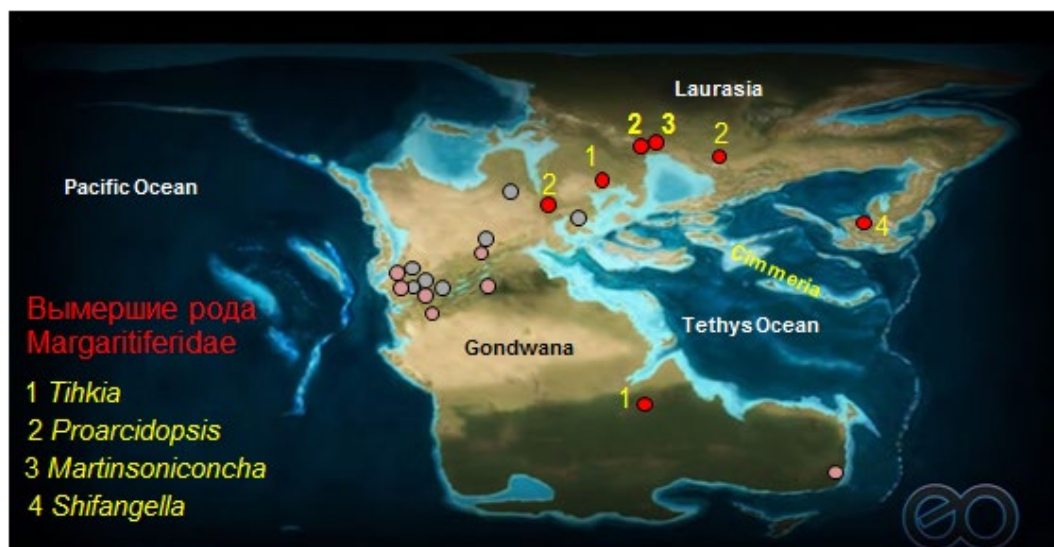 Laurasia
Pacific Ocean
2 3 2
1
2
4
Cimmeria
Вымершие рода
Margaritiferidae
Tethys Ocean
Gondwana
1 Tihkia
1
2 Proarcidopsis
3 Martinsoniconcha
4 Shifangella
eo